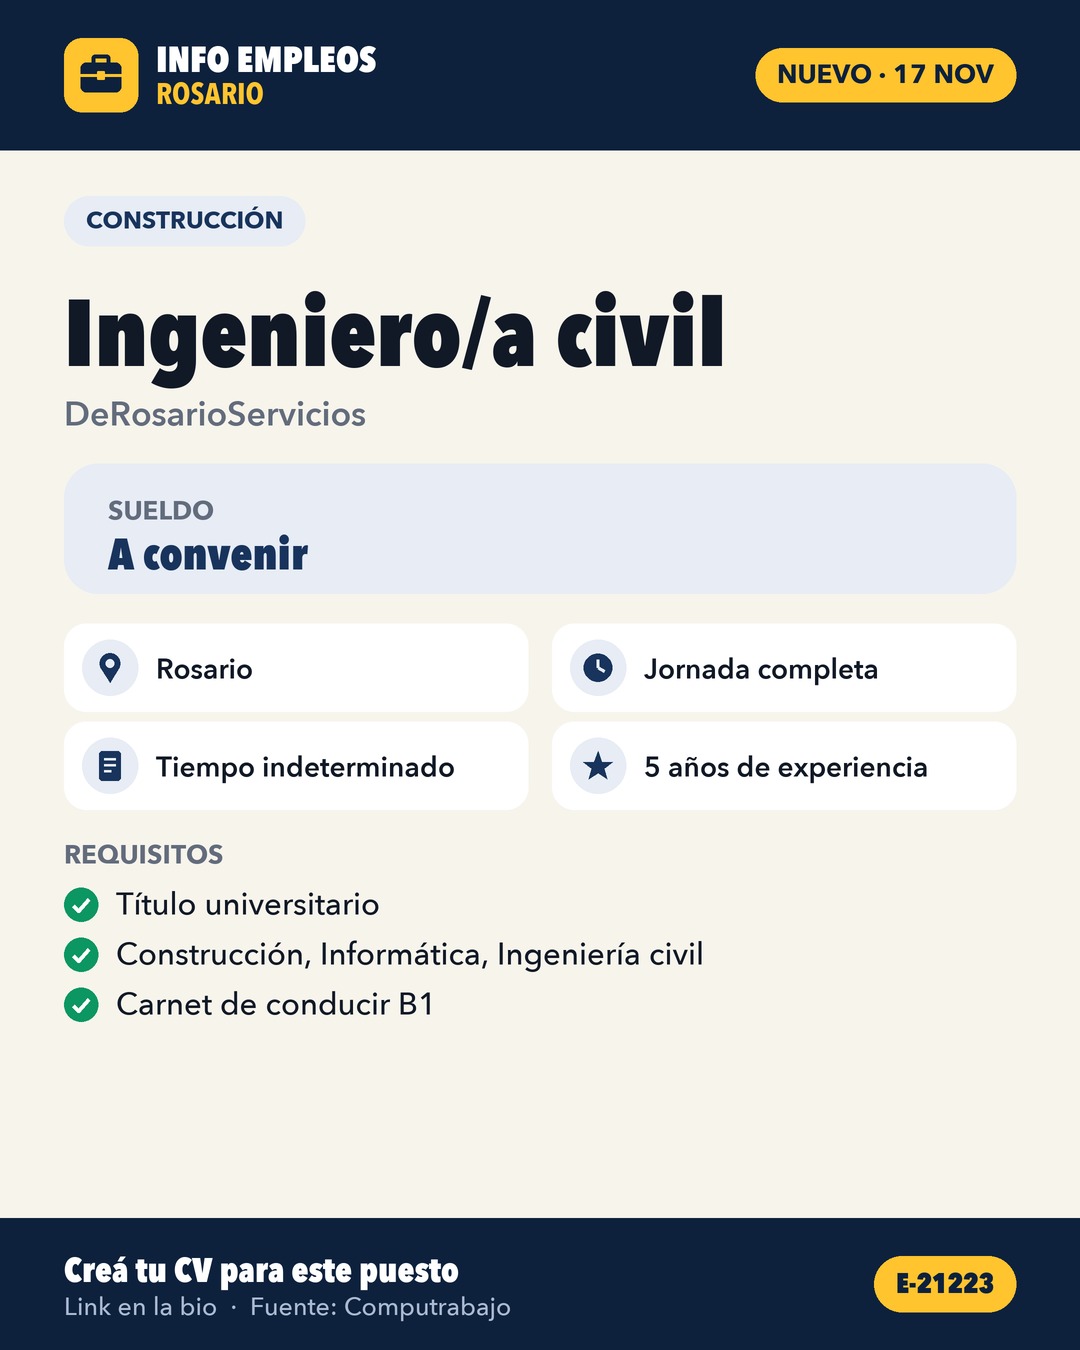 INFO EMPLEOS
ROSARIO
NUEVO · 17 NOV
CONSTRUCCIÓN
Ingeniero/a civil
DeRosarioServicios
SUELDO
A convenir
Rosario
Jornada completa
Tiempo indeterminado
5 años de experiencia
REQUISITOS
Título universitario
Construcción, Informática, Ingeniería civil
Carnet de conducir B1
Creá tu CV para este puesto
Link en la bio · Fuente: Computrabajo
E-21223